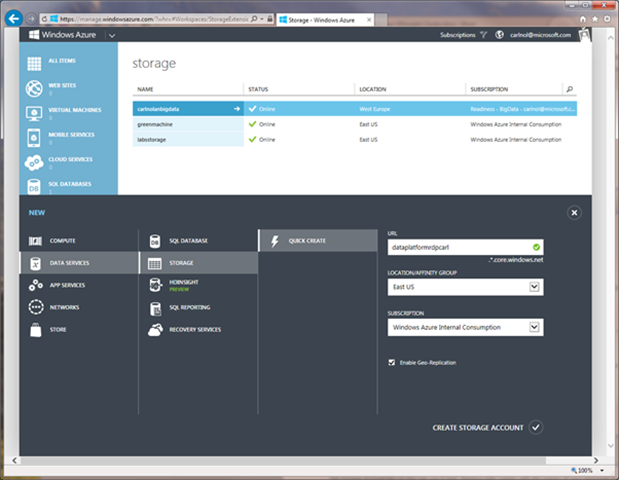 https://manage.windowsazure.com/?whr=#Workspaces/StorageExtensic
Storage - Windows Azure
Windows Azure
Subscriptions
carlnol@microsoft.com
ALL ITEMS
WEB SITES
0
VIRTUAL MACHINES
0
MOBILE SERVICES
0
CLOUD SERVICES
0
SQL DATABASES
storage
NAME STATUS LOCATION SUBSCRIPTION
carlnolanbigdata Online West Europe Readiness - BigData - carlnol@microsoft.c...
greenmachine Online East US Windows Azure Internal Consumption
labstorage Online East US Windows Azure Internal Consumption
NEW
COMPUTE
DATA SERVICES
APP SERVICES
NETWORKS
STORE
SQL DATABASE
STORAGE
HDINSIGHT
PREVIEW
SQL REPORTING
RECOVERY SERVICES
QUICK CREATE
URL
dataplatformrdpcarl
.*.core.windows.net
LOCATION/AFFINITY GROUP
East US
SUBSCRIPTION
Windows Azure Internal Consumption
Enable Geo-Replication
CREATE STORAGE ACCOUNT
100%